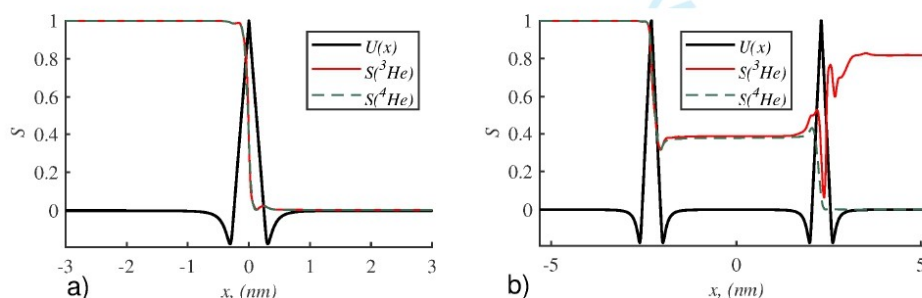 1
0.8
0.6
0.4
0.2
0
S
U(x)
S(³He)
S(⁴He)
-3
-2
-1
0
1
2
3
a)
x, (nm)
1
0.8
0.6
0.4
0.2
0
S
U(x)
S(³He)
S(⁴He)
-5
0
5
b)
x, (nm)